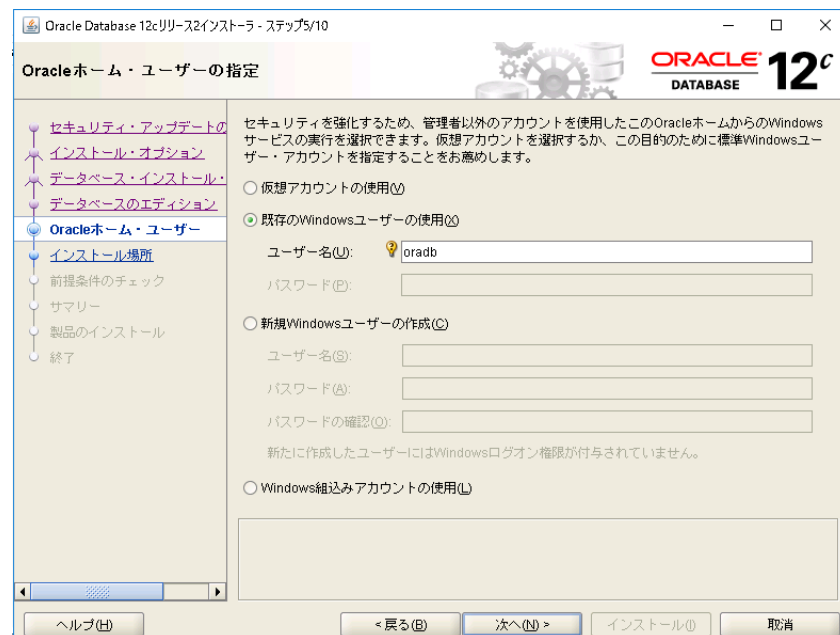 Oracle Database 12cリリース2インストーラ - ステップ5/10
Oracleホーム・ユーザーの指定
ORACLE
DATABASE
12c
セキュリティ・アップデートの
インストール・オプション
データベース・インストール・
データベースのエディション
Oracleホーム・ユーザー
インストール場所
前提条件のチェック
サマリー
製品のインストール
終了
セキュリティを強化するため、管理者以外のアカウントを使用したこのOracleホームからのWindows
サービスの実行を選択できます。仮想アカウントを選択するか、この目的のために標準Windowsユー
ザー・アカウントを指定することをお薦めします。
仮想アカウントの使用(V)
既存のWindowsユーザーの使用(X)
ユーザー名(U): oradb
パスワード(P):
新規Windowsユーザーの作成(C)
ユーザー名(S):
パスワード(A):
パスワードの確認(O):
新たに作成したユーザーにはWindowsログオン権限が付与されていません。
Windows組込みアカウントの使用(L)
ヘルプ(H)
< 戻る(B)
次へ(N) >
インストール(I)
取消